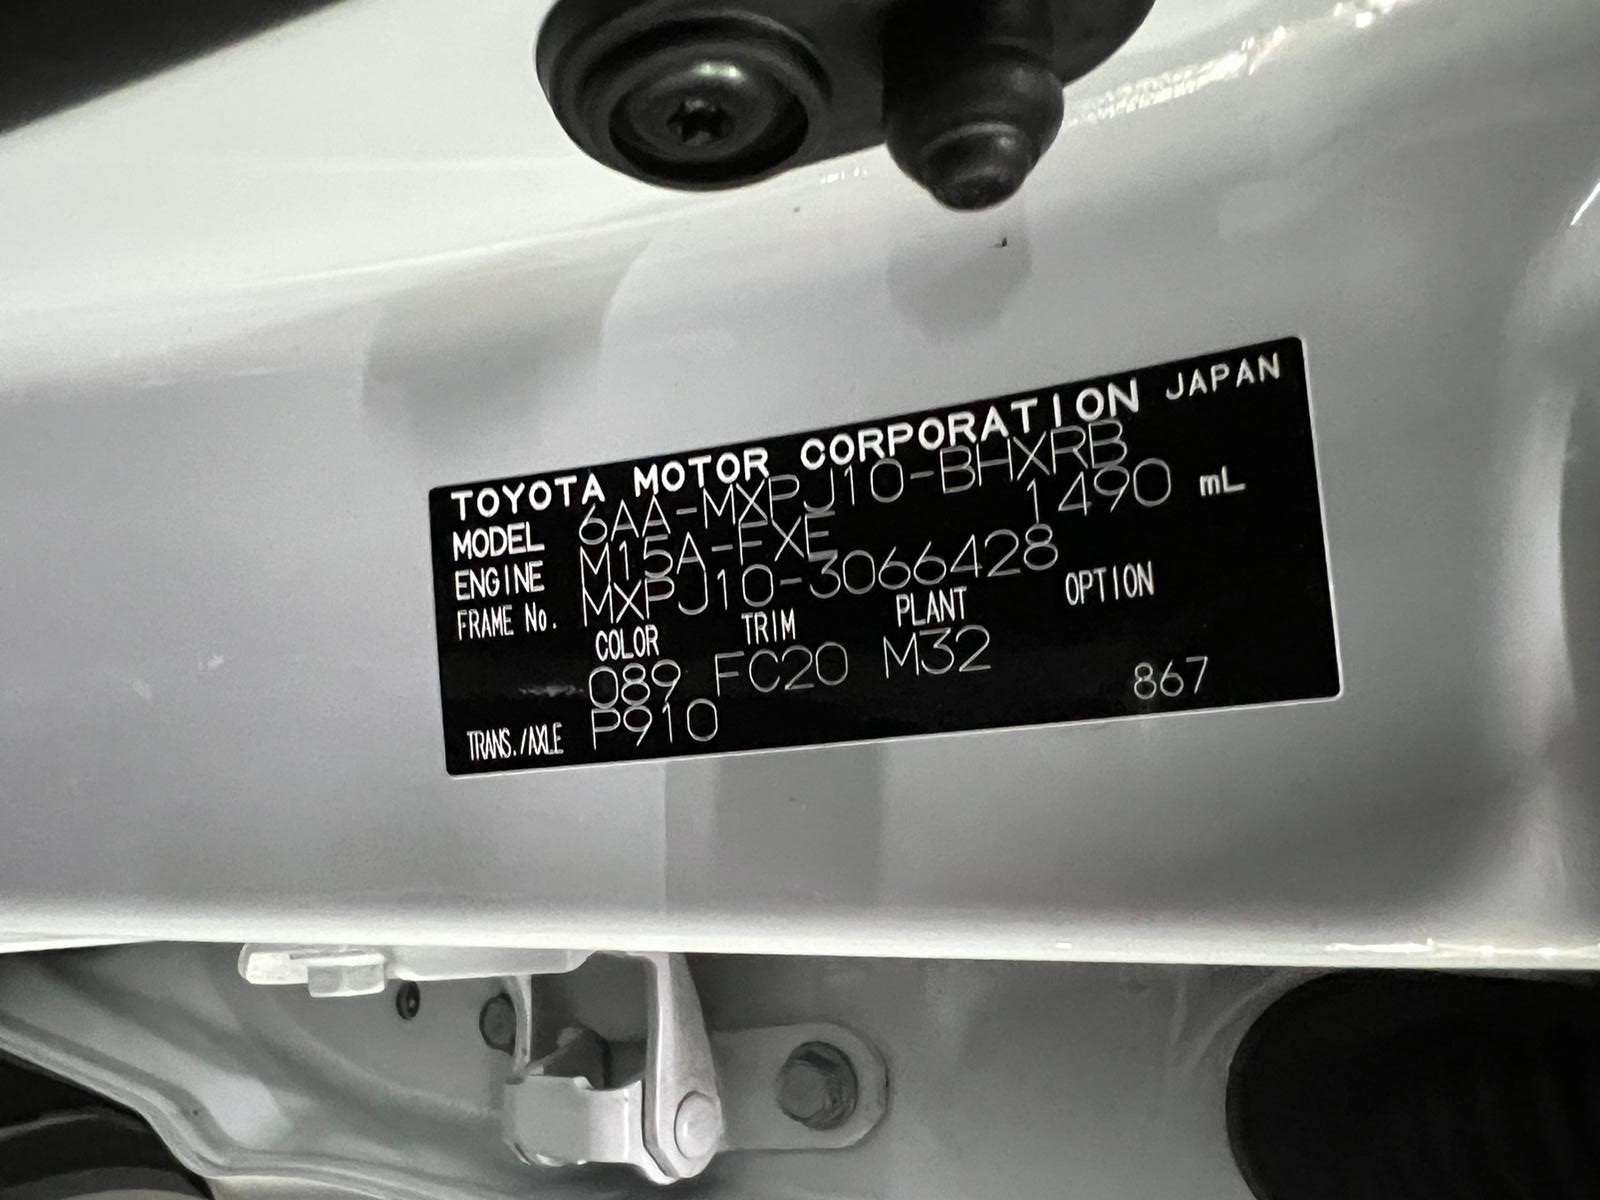 TOYOTA MOTOR CORPORATION JAPAN
MODEL 6AA-MXPJ10-BHXRB
ENGINE M15A-FXE 1490 mL
FRAME No. MXPJ10-3066428
COLOR TRIM PLANT OPTION
089 FC20 M32
TRANS./AXLE P910 867